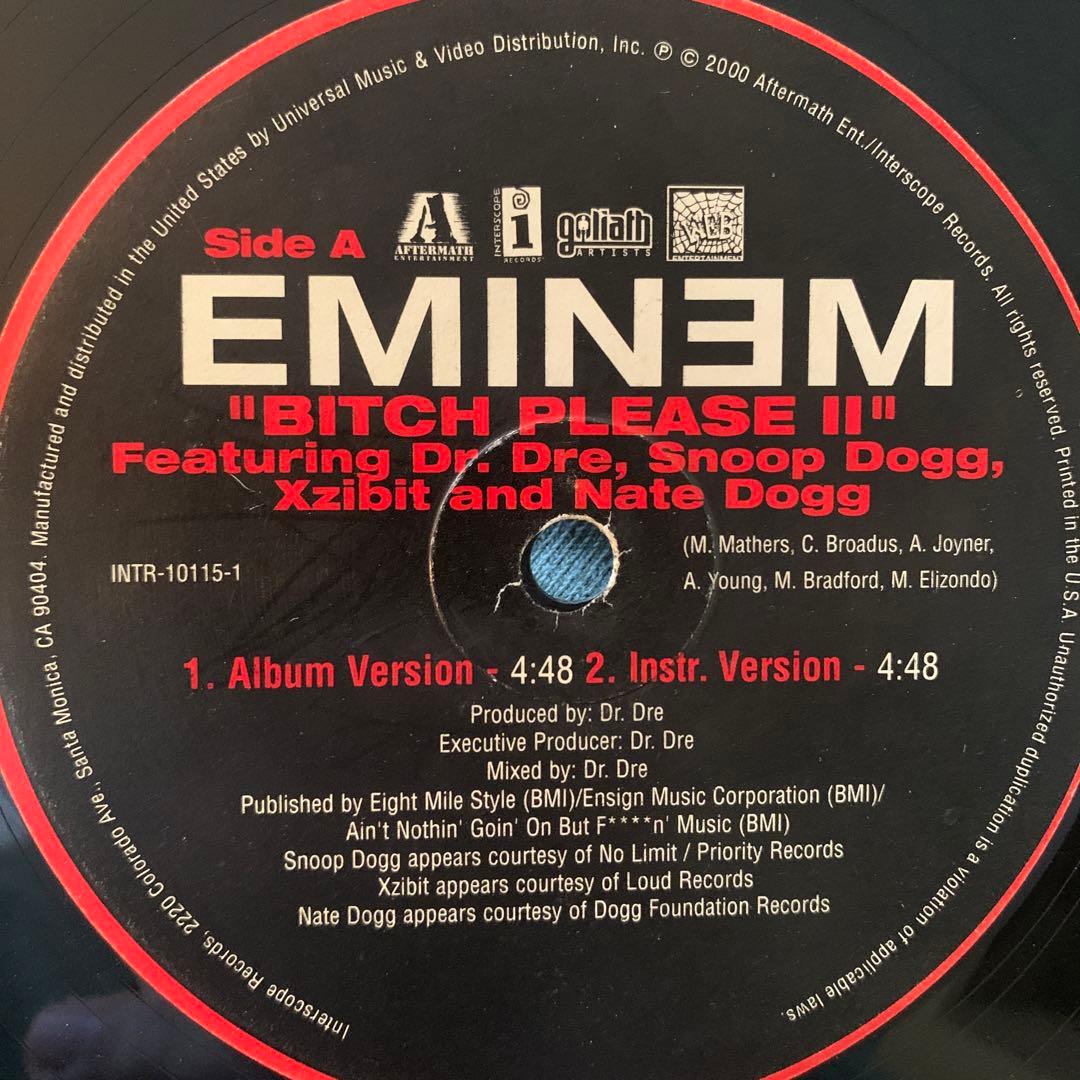 Side A
A
AFTERMATH
ENTERTAINMENT
INTERSCOPE
i
RECORDS
goliath
ARTISTS
WEB
ENTERTAINMENT
EMINƎM
"BITCH PLEASE II"
Featuring Dr. Dre, Snoop Dogg,
Xzibit and Nate Dogg
(M. Mathers, C. Broadus, A. Joyner,
A. Young, M. Bradford, M. Elizondo)
INTR-10115-1
1. Album Version - 4:48 2. Instr. Version - 4:48
Produced by: Dr. Dre
Executive Producer: Dr. Dre
Mixed by: Dr. Dre
Published by Eight Mile Style (BMI)/Ensign Music Corporation (BMI)/
Ain't Nothin' Goin' On But F****n' Music (BMI)
Snoop Dogg appears courtesy of No Limit / Priority Records
Xzibit appears courtesy of Loud Records
Nate Dogg appears courtesy of Dogg Foundation Records
Interscope Records, 2220 Colorado Ave., Santa Monica, CA 90404. Manufactured and distributed in the United States by Universal Music & Video Distribution, Inc. ℗ © 2000 Aftermath Ent./Interscope Records. All rights reserved. Printed in the U.S.A. Unauthorized duplication is a violation of applicable laws.